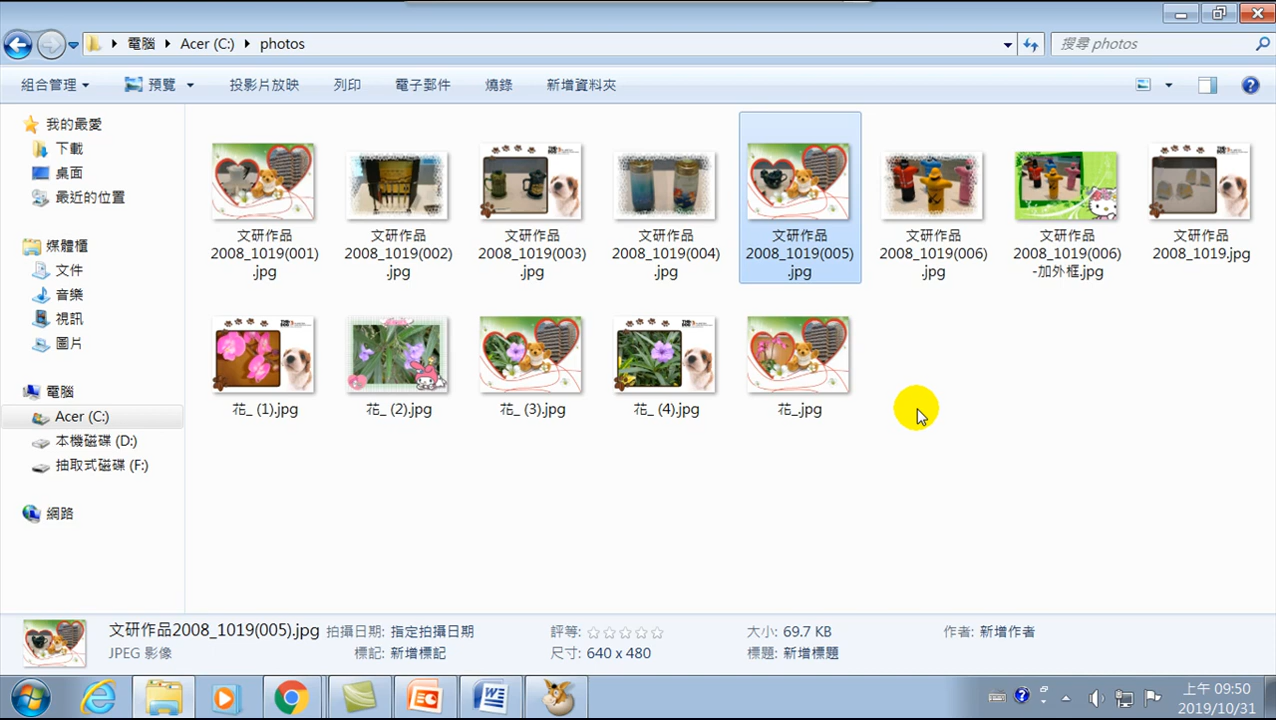 電腦 Acer (C:) photos
搜尋 photos
組合管理 預覽 投影片放映 列印 電子郵件 燒錄 新增資料夾
我的最愛
下載
桌面
最近的位置
媒體櫃
文件
音樂
視訊
圖片
電腦
Acer (C:)
本機磁碟 (D:)
抽取式磁碟 (F:)
網路
文研作品
2008_1019(001)
.jpg
文研作品
2008_1019(002)
.jpg
文研作品
2008_1019(003)
.jpg
文研作品
2008_1019(004)
.jpg
文研作品
2008_1019(005)
.jpg
文研作品
2008_1019(006)
.jpg
文研作品
2008_1019(006)
-加外框.jpg
文研作品
2008_1019.jpg
花_ (1).jpg
花_ (2).jpg
花_ (3).jpg
花_ (4).jpg
花_.jpg
文研作品2008_1019(005).jpg 拍攝日期: 指定拍攝日期 評等: 大小: 69.7 KB 作者: 新增作者
JPEG 影像 標記: 新增標記 尺寸: 640 x 480 標題: 新增標題
上午 09:50
2019/10/31